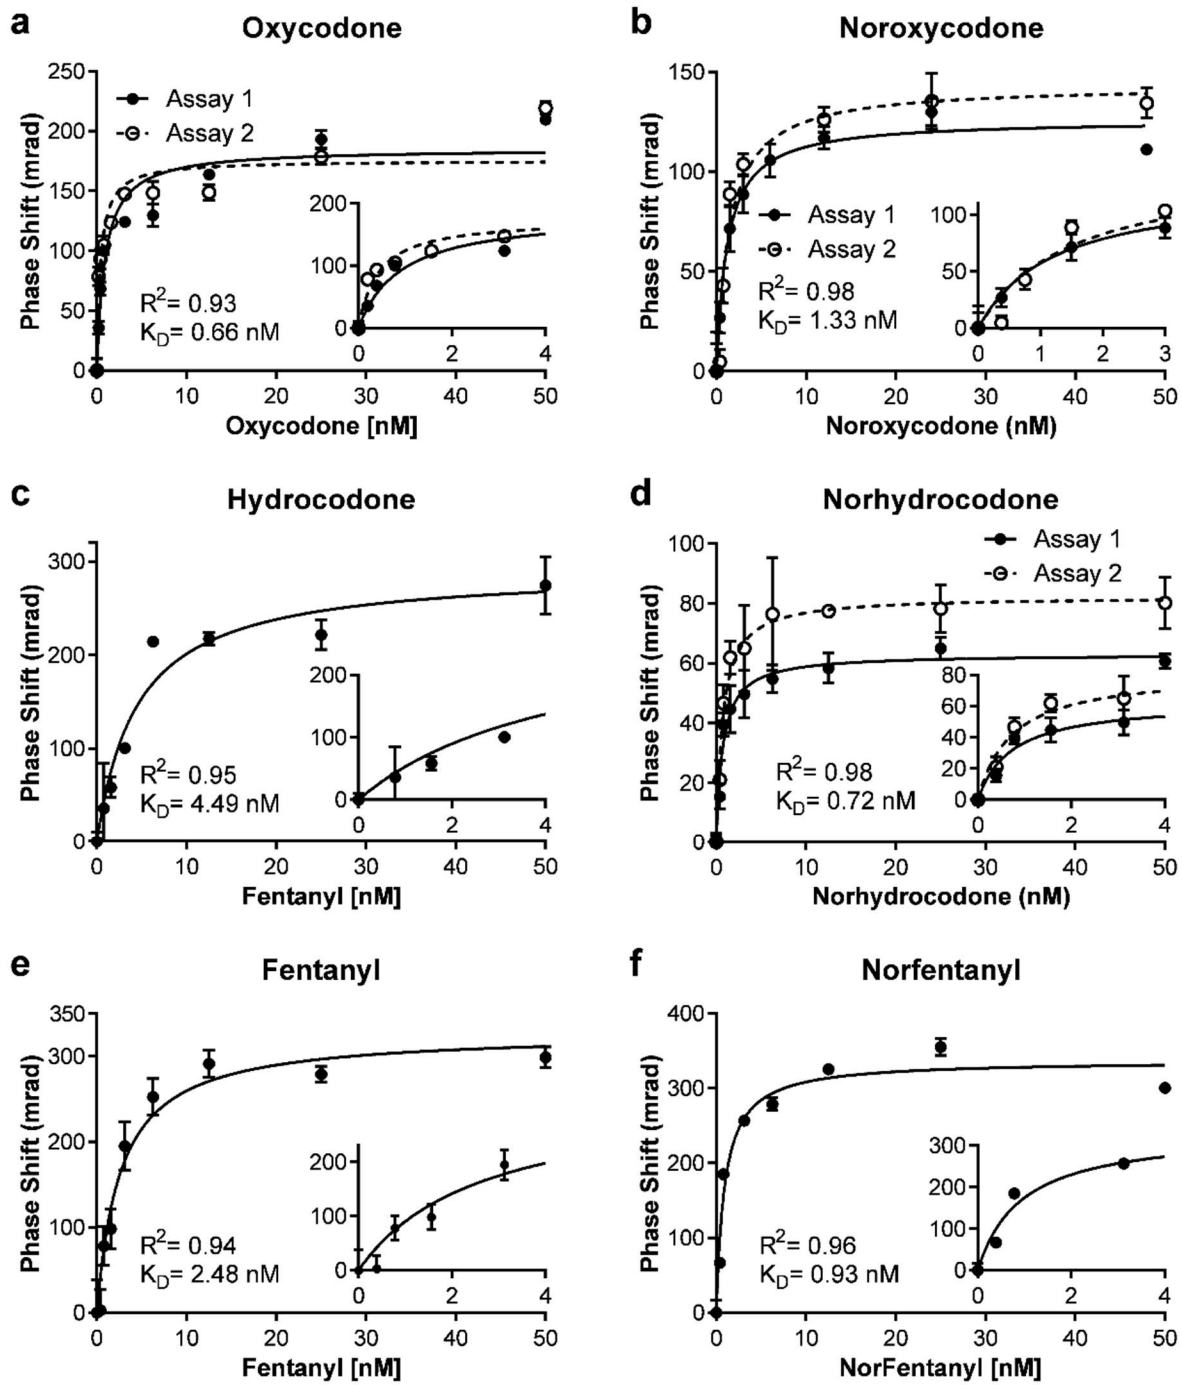 a
Oxycodone
Phase Shift (mrad)
250
200
150
100
50
0
Assay 1
Assay 2
R²= 0.93
K_D= 0.66 nM
200
100
0
0 2 4
0 10 20 30 40 50
Oxycodone [nM]
b
Noroxycodone
Phase Shift (mrad)
150
100
50
0
Assay 1
Assay 2
R²= 0.98
K_D= 1.33 nM
100
50
0
0 1 2 3
0 10 20 30 40 50
Noroxycodone (nM)
c
Hydrocodone
Phase Shift (mrad)
300
200
100
0
R²= 0.95
K_D= 4.49 nM
200
100
0
0 2 4
0 10 20 30 40 50
Fentanyl [nM]
d
Norhydrocodone
Phase Shift (mrad)
Assay 1
Assay 2
100
80
60
40
20
0
R²= 0.98
K_D= 0.72 nM
80
60
40
20
0
0 2 4
0 10 20 30 40 50
Norhydrocodone (nM)
e
Fentanyl
Phase Shift (mrad)
350
300
200
100
0
R²= 0.94
K_D= 2.48 nM
200
100
0
0 2 4
0 10 20 30 40 50
Fentanyl [nM]
f
Norfentanyl
Phase Shift (mrad)
400
300
200
100
0
R²= 0.96
K_D= 0.93 nM
300
200
100
0
0 2 4
0 10 20 30 40 50
NorFentanyl [nM]